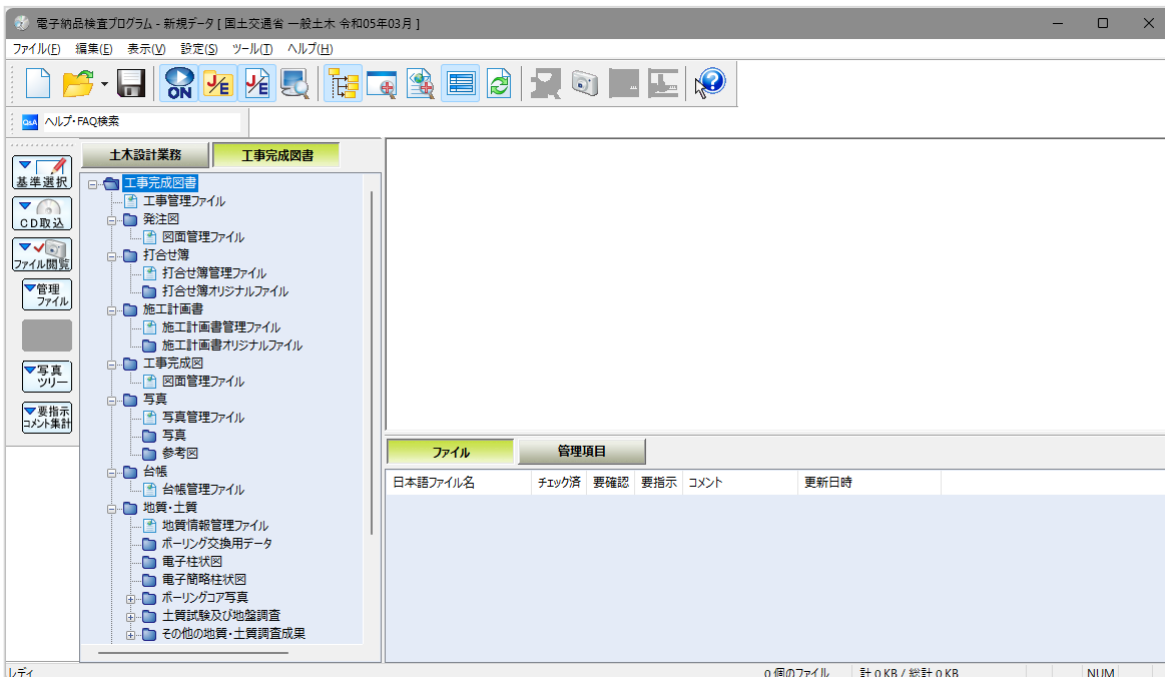 電子納品検査プログラム - 新規データ [ 国土交通省 一般土木 令和05年03月 ]
ファイル(F) 編集(E) 表示(V) 設定(S) ツール(T) ヘルプ(H)
ON J/E J/E
Q&A ヘルプ・FAQ検索
基準選択
CD取込
ファイル閲覧
管理
ファイル
写真
ツリー
要指示
コメント集計
土木設計業務 工事完成図書
工事完成図書
工事管理ファイル
発注図
図面管理ファイル
打合せ簿
打合せ簿管理ファイル
打合せ簿オリジナルファイル
施工計画書
施工計画書管理ファイル
施工計画書オリジナルファイル
工事完成図
図面管理ファイル
写真
写真管理ファイル
写真
参考図
台帳
台帳管理ファイル
地質・土質
地質情報管理ファイル
ボーリング交換用データ
電子柱状図
電子簡略柱状図
ボーリングコア写真
土質試験及び地盤調査
その他の地質・土質調査成果
ファイル 管理項目
日本語ファイル名 チェック済 要確認 要指示 コメント 更新日時
レディ 0 個のファイル 計 0 KB / 総計 0 KB NUM